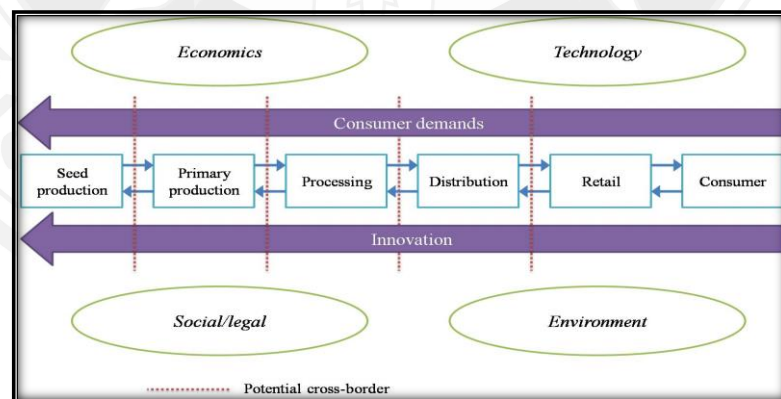 Economics
Technology
Consumer demands
Seed
production
Primary
production
Processing
Distribution
Retail
Consumer
Innovation
Social/legal
Environment
Potential cross-border